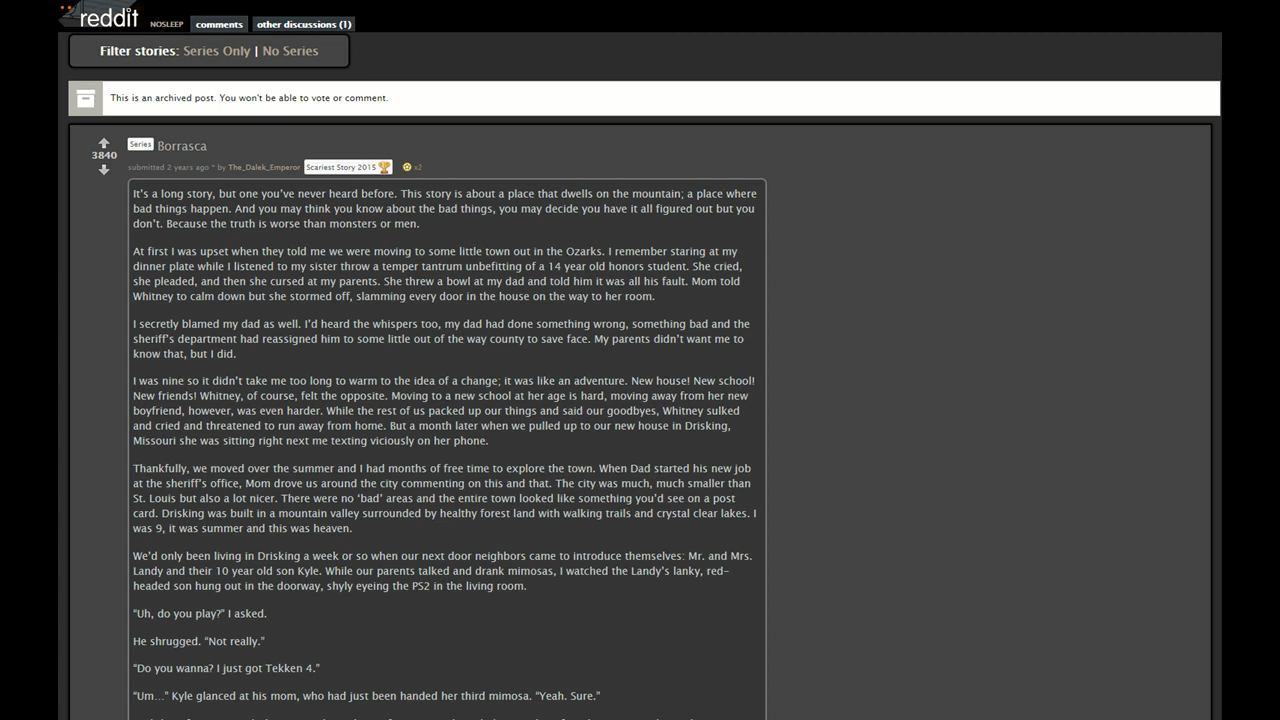 reddit NOSLEEP comments other discussions (1)
Filter stories: Series Only | No Series
This is an archived post. You won't be able to vote or comment.
Series Borrasca
3840
submitted 2 years ago * by The_Dalek_Emperor Scariest Story 2015 x2
It’s a long story, but one you’ve never heard before. This story is about a place that dwells on the mountain; a place where
bad things happen. And you may think you know about the bad things, you may decide you have it all figured out but you
don’t. Because the truth is worse than monsters or men.
At first I was upset when they told me we were moving to some little town out in the Ozarks. I remember staring at my
dinner plate while I listened to my sister throw a temper tantrum unbefitting of a 14 year old honors student. She cried,
she pleaded, and then she cursed at my parents. She threw a bowl at my dad and told him it was all his fault. Mom told
Whitney to calm down but she stormed off, slamming every door in the house on the way to her room.
I secretly blamed my dad as well. I’d heard the whispers too, my dad had done something wrong, something bad and the
sheriff’s department had reassigned him to some little out of the way county to save face. My parents didn’t want me to
know that, but I did.
I was nine so it didn’t take me too long to warm to the idea of a change; it was like an adventure. New house! New school!
New friends! Whitney, of course, felt the opposite. Moving to a new school at her age is hard, moving away from her new
boyfriend, however, was even harder. While the rest of us packed up our things and said our goodbyes, Whitney sulked
and cried and threatened to run away from home. But a month later when we pulled up to our new house in Drisking,
Missouri she was sitting right next me texting viciously on her phone.
Thankfully, we moved over the summer and I had months of free time to explore the town. When Dad started his new job
at the sheriff’s office, Mom drove us around the city commenting on this and that. The city was much, much smaller than
St. Louis but also a lot nicer. There were no ‘bad’ areas and the entire town looked like something you’d see on a post
card. Drisking was built in a mountain valley surrounded by healthy forest land with walking trails and crystal clear lakes. I
was 9, it was summer and this was heaven.
We’d only been living in Drisking a week or so when our next door neighbors came to introduce themselves: Mr. and Mrs.
Landy and their 10 year old son Kyle. While our parents talked and drank mimosas, I watched the Landy’s lanky, red-
headed son hung out in the doorway, shyly eyeing the PS2 in the living room.
“Uh, do you play?” I asked.
He shrugged. “Not really.”
“Do you wanna? I just got Tekken 4.”
“Um…” Kyle glanced at his mom, who had just been handed her third mimosa. “Yeah. Sure.”